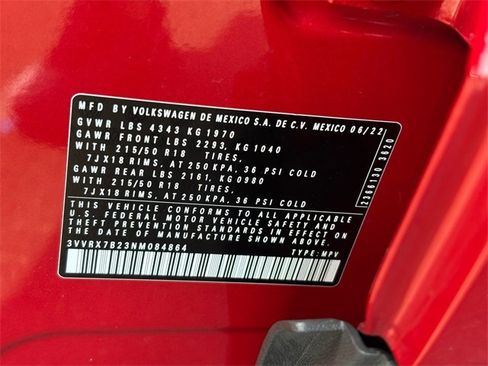 MFD BY VOLKSWAGEN DE MEXICO S.A. DE C.V. MEXICO 06/22
GVWR LBS 4343 KG1970
GAWR FRONT LBS 2293, KG1040
WITH 215/50 R18 TIRES,
7JX18 RIMS, AT 250 KPA, 36 PSI COLD
GAWR REAR LBS 2161, KG0980
WITH 215/50 R18 TIRES,
7JX18 RIMS, AT 250 KPA, 36 PSI COLD
THIS VEHICLE CONFORMS TO ALL APPLICABLE
U.S. FEDERAL MOTOR VEHICLE SAFETY AND
THEFT PREVENTION STANDARDS IN EFFECT ON
THE DATE OF MANUFACTURE SHOWN ABOVE.
3VVRX7B23NM084864
TYPE: MPV
2366130 3620